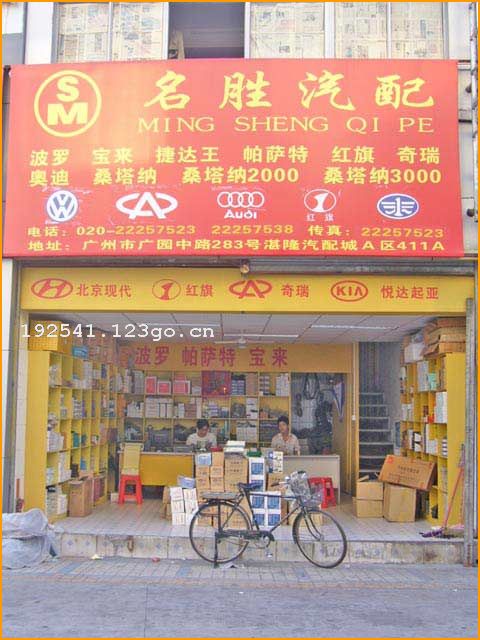 SM
名胜汽配
MING SHENG QI PE
波罗 宝来 捷达王 帕萨特 红旗 奇瑞
奥迪 桑塔纳 桑塔纳2000 桑塔纳3000
Audi 红旗
电话：020-22257523 22257538 传真：22257523
地址：广州市广园中路283号湛隆汽配城A区411A
北京现代 红旗 奇瑞 KIA 悦达起亚
192541.123go.cn
波罗 帕萨特 宝来